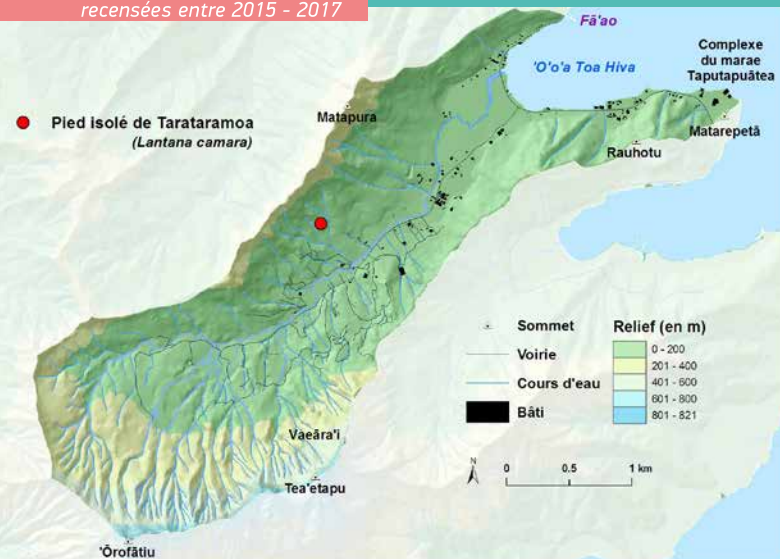 recensées entre 2015 - 2017
Fā'ao
Complexe
du marae
Taputapuātea
'O'o'a Toa Hiva
Pied isolé de Tarataramoa
(Lantana camara)
Matapura
Matarepetā
Rauhotu
Sommet
Voirie
Cours d'eau
Bâti
Relief (en m)
0 - 200
201 - 400
401 - 600
601 - 800
801 - 821
Vaeāra'i
Tea'etapu
'Ōrofātiu
N
0 0.5 1 km